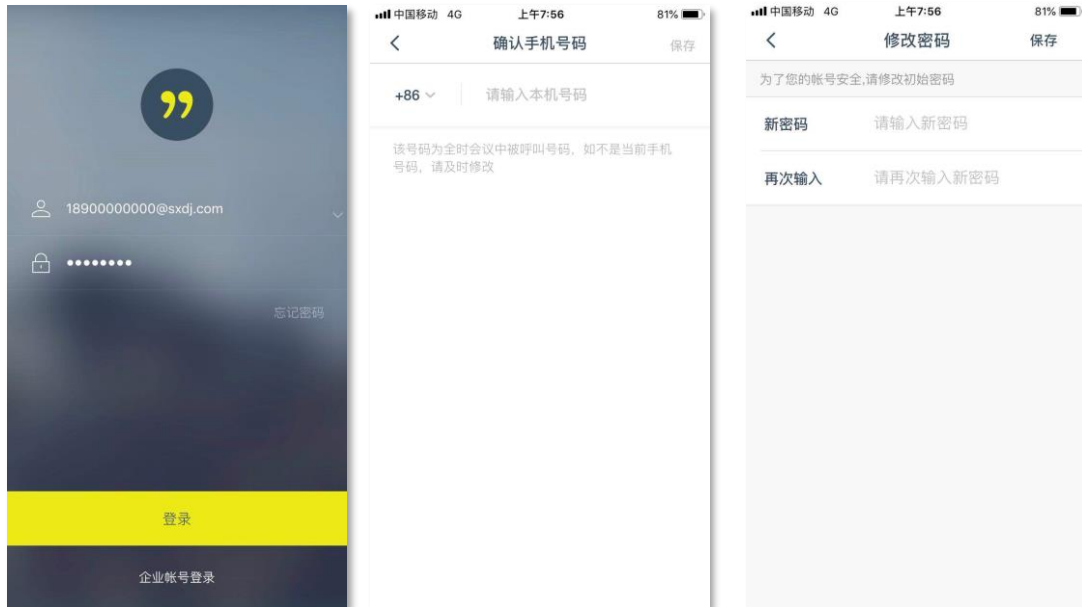 18900000000@sxdj.com
••••••••
忘记密码
登录
企业帐号登录
中国移动 4G 上午7:56 81%
确认手机号码 保存
+86 请输入本机号码
该号码为全时会议中被呼叫号码，如不是当前手机
号码，请及时修改
中国移动 4G 上午7:56 81%
修改密码 保存
为了您的帐号安全,请修改初始密码
新密码 请输入新密码
再次输入 请再次输入新密码